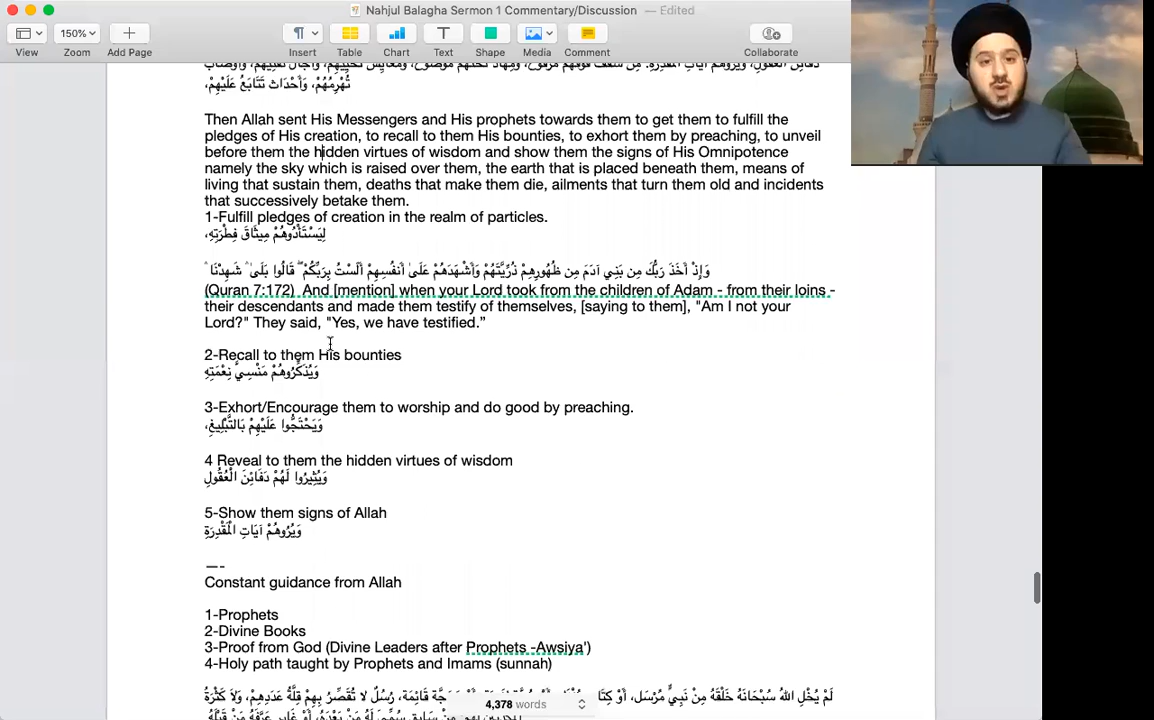 Nahjul Balagha Sermon 1 Commentary/Discussion — Edited
150%
View Zoom Add Page Insert Table Chart Text Shape Media Comment Collaborate
تُهْرِمُهُمْ، وَأَحْدَاث تَتَابَعُ عَلَيْهِمْ،
Then Allah sent His Messengers and His prophets towards them to get them to fulfill the
pledges of His creation, to recall to them His bounties, to exhort them by preaching, to unveil
before them the hidden virtues of wisdom and show them the signs of His Omnipotence
namely the sky which is raised over them, the earth that is placed beneath them, means of
living that sustain them, deaths that make them die, ailments that turn them old and incidents
that successively betake them.
1-Fulfill pledges of creation in the realm of particles.
لِيَسْتَأْدُوهُمْ مِيثَاقَ فِطْرَتِهِ،
وَإِذْ أَخَذَ رَبُّكَ مِن بَنِي آدَمَ مِن ظُهُورِهِمْ ذُرِّيَّتَهُمْ وَأَشْهَدَهُمْ عَلَىٰ أَنفُسِهِمْ أَلَسْتُ بِرَبِّكُمْ ۖ قَالُوا بَلَىٰ ۛ شَهِدْنَا ۛ
(Quran 7:172) And [mention] when your Lord took from the children of Adam - from their loins -
their descendants and made them testify of themselves, [saying to them], "Am I not your
Lord?" They said, "Yes, we have testified."
2-Recall to them His bounties
وَيُذَكِّرُوهُمْ مَنْسِيَّ نِعْمَتِهِ
3-Exhort/Encourage them to worship and do good by preaching.
وَيَحْتَجُّوا عَلَيْهِمْ بَالتَّبْلِيغِ،
4 Reveal to them the hidden virtues of wisdom
وَيُثِيرُوا لَهُمْ دَفَائِنَ الْعُقُولِ
5-Show them signs of Allah
وَيُرُوهُمْ آيَاتِ الْمَقْدِرَةِ
—-
Constant guidance from Allah
1-Prophets
2-Divine Books
3-Proof from God (Divine Leaders after Prophets -Awsiya')
4-Holy path taught by Prophets and Imams (sunnah)
لَمْ يُخْلِ اللهُ سُبْحَانَهُ خَلْقَهُ مِنْ نَبِيٍّ مُرْسَل، أَوْ قَائِمَة، رُسُلٌ لا تُقَصِّرُ بِهِمْ قِلَّةُ عَدَدِهِمْ، وَلاَ كَثْرَةُ
4,378 words